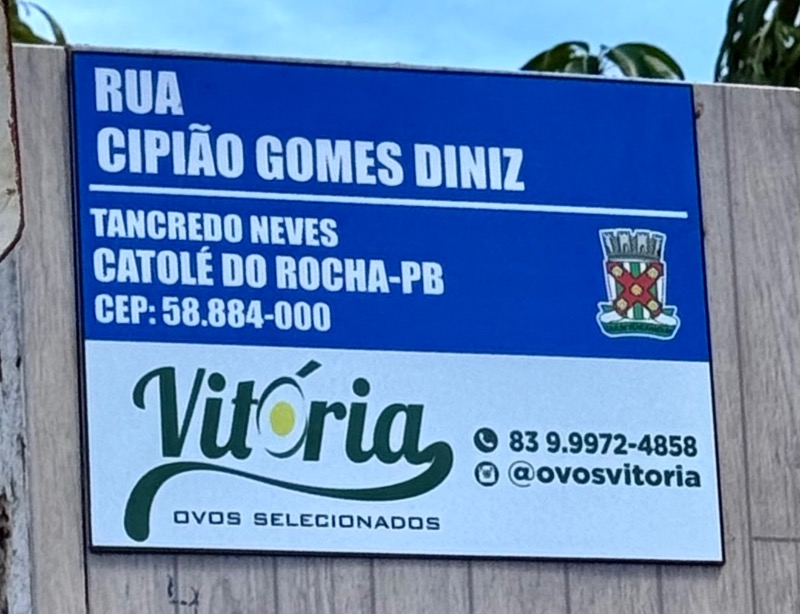 RUA
CIPIÃO GOMES DINIZ
TANCREDO NEVES
CATOLÉ DO ROCHA-PB
CEP: 58.884-000
Vitória
OVOS SELECIONADOS
83 9.9972-4858
@ovosvitoria